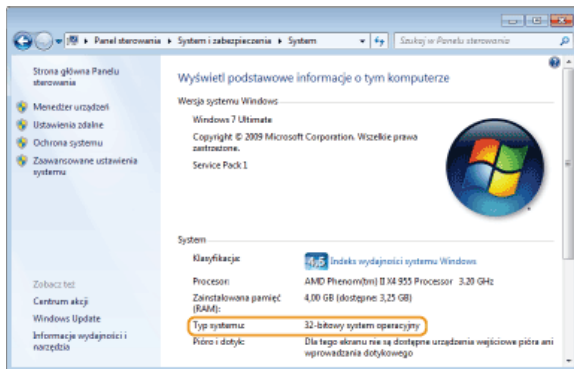 Panel sterowania ▸ System i zabezpieczenia ▸ System
Szukaj w Panelu sterowania
Strona główna Panelu
sterowania
Menedżer urządzeń
Ustawienia zdalne
Ochrona systemu
Zaawansowane ustawienia
systemu
Zobacz też
Centrum akcji
Windows Update
Informacje wydajności i
narzędzia
Wyświetl podstawowe informacje o tym komputerze
Wersja systemu Windows
Windows 7 Ultimate
Copyright © 2009 Microsoft Corporation. Wszelkie prawa
zastrzeżone.
Service Pack 1
System
Klasyfikacja:
4,6 Indeks wydajności systemu Windows
Procesor: AMD Phenom(tm) II X4 955 Processor 3.20 GHz
Zainstalowana pamięć 4,00 GB (dostępne: 3,25 GB)
(RAM):
Typ systemu: 32-bitowy system operacyjny
Pióro i dotyk: Dla tego ekranu nie są dostępne urządzenia wejściowe pióra ani
wprowadzania dotykowego